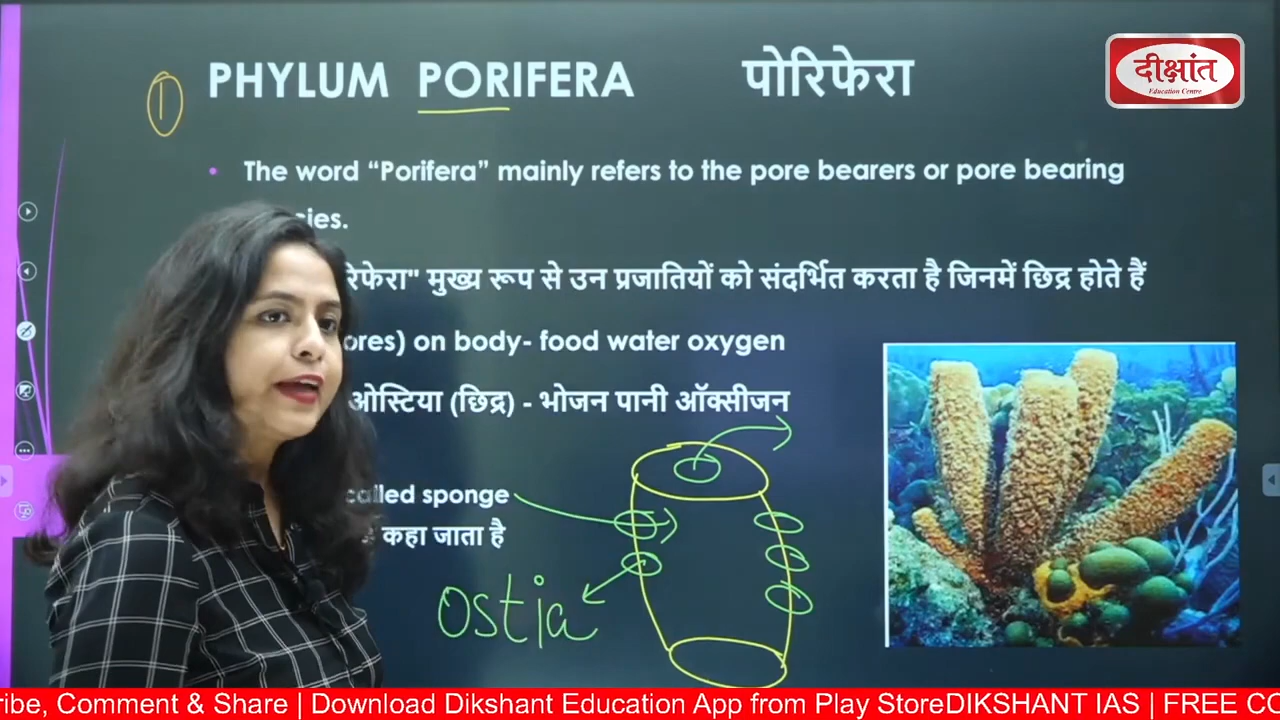 1
PHYLUM PORIFERA पोरिफेरा
दीक्षांत
Education Centre
• The word “Porifera” mainly refers to the pore bearers or pore bearing
cies.
रिफेरा" मुख्य रूप से उन प्रजातियों को संदर्भित करता है जिनमें छिद्र होते हैं
ores) on body- food water oxygen
ओस्टिया (छिद्र) - भोजन पानी ऑक्सीजन
called sponge
कहा जाता है
Ostia
ribe, Comment & Share | Download Dikshant Education App from Play StoreDIKSHANT IAS | FREE CO